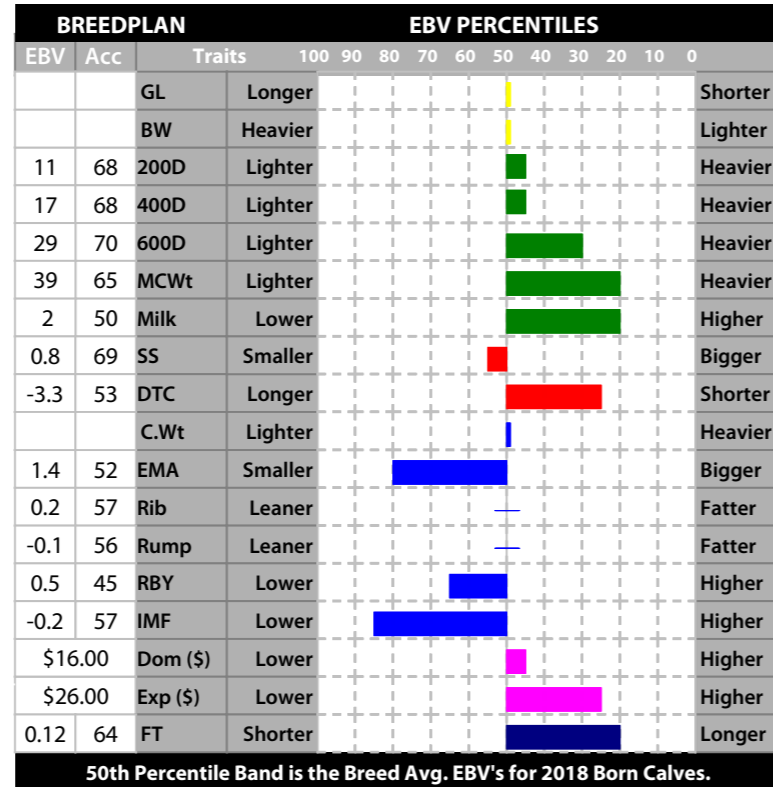 BREEDPLAN EBV PERCENTILES
EBV Acc Traits 100 90 80 70 60 50 40 30 20 10 0
GL Longer Shorter
BW Heavier Lighter
11 68 200D Lighter Heavier
17 68 400D Lighter Heavier
29 70 600D Lighter Heavier
39 65 MCWt Lighter Heavier
2 50 Milk Lower Higher
0.8 69 SS Smaller Bigger
-3.3 53 DTC Longer Shorter
C.Wt Lighter Heavier
1.4 52 EMA Smaller Bigger
0.2 57 Rib Leaner Fatter
-0.1 56 Rump Leaner Fatter
0.5 45 RBY Lower Higher
-0.2 57 IMF Lower Higher
$16.00 Dom ($) Lower Higher
$26.00 Exp ($) Lower Higher
0.12 64 FT Shorter Longer
50th Percentile Band is the Breed Avg. EBV's for 2018 Born Calves.